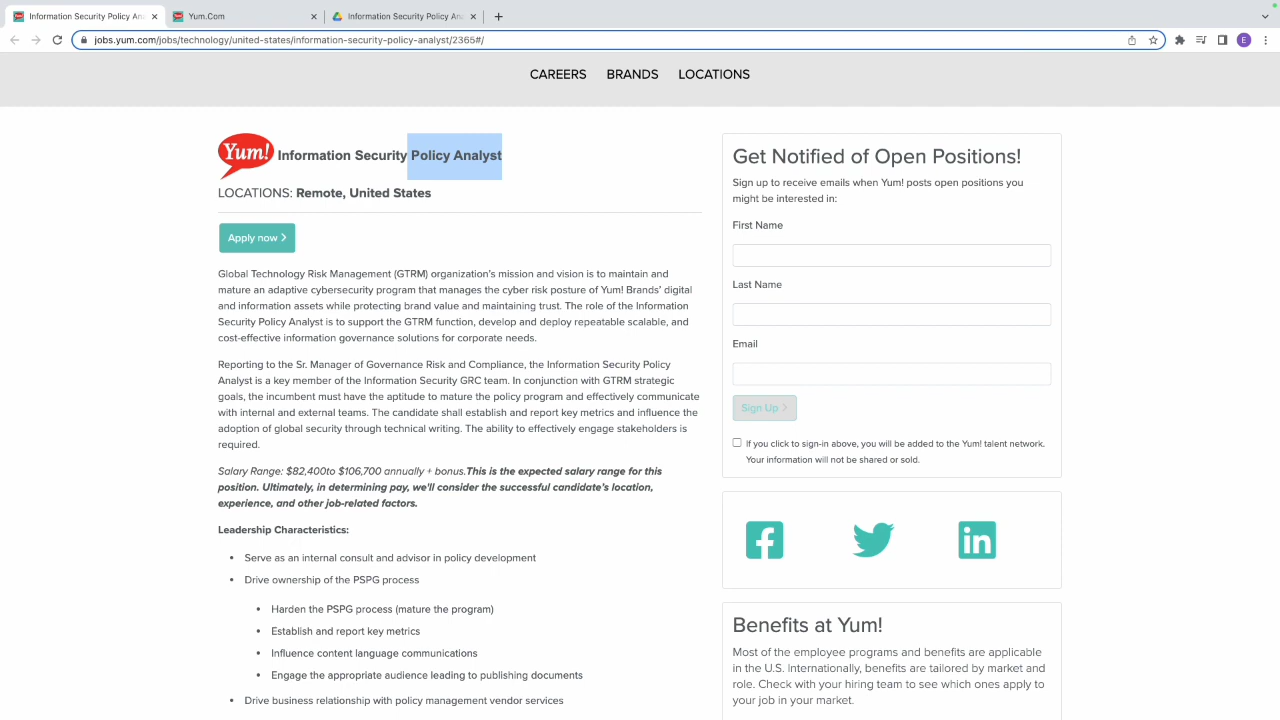 Information Security Policy An
Yum.Com
Information Security Policy An
jobs.yum.com/jobs/technology/united-states/information-security-policy-analyst/2365#/
E
CAREERS BRANDS LOCATIONS
Yum! Information Security Policy Analyst
LOCATIONS: Remote, United States
Apply now
Global Technology Risk Management (GTRM) organization's mission and vision is to maintain and
mature an adaptive cybersecurity program that manages the cyber risk posture of Yum! Brands' digital
and information assets while protecting brand value and maintaining trust. The role of the Information
Security Policy Analyst is to support the GTRM function, develop and deploy repeatable scalable, and
cost-effective information governance solutions for corporate needs.
Reporting to the Sr. Manager of Governance Risk and Compliance, the Information Security Policy
Analyst is a key member of the Information Security GRC team. In conjunction with GTRM strategic
goals, the incumbent must have the aptitude to mature the policy program and effectively communicate
with internal and external teams. The candidate shall establish and report key metrics and influence the
adoption of global security through technical writing. The ability to effectively engage stakeholders is
required.
Salary Range: $82,400to $106,700 annually + bonus.This is the expected salary range for this
position. Ultimately, in determining pay, we'll consider the successful candidate's location,
experience, and other job-related factors.
Leadership Characteristics:
• Serve as an internal consult and advisor in policy development
• Drive ownership of the PSPG process
• Harden the PSPG process (mature the program)
• Establish and report key metrics
• Influence content language communications
• Engage the appropriate audience leading to publishing documents
• Drive business relationship with policy management vendor services
Get Notified of Open Positions!
Sign up to receive emails when Yum! posts open positions you
might be interested in:
First Name
Last Name
Email
Sign Up
If you click to sign-in above, you will be added to the Yum! talent network.
Your information will not be shared or sold.
Benefits at Yum!
Most of the employee programs and benefits are applicable
in the U.S. Internationally, benefits are tailored by market and
role. Check with your hiring team to see which ones apply to
your job in your market.